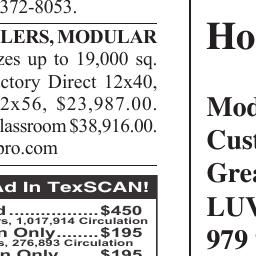 372-8053.
LERS, MODULAR
zes up to 19,000 sq.
ctory Direct 12x40,
2x56, $23,987.00.
lassroom $38,916.00.
pro.com
Ad In TexSCAN!
d.................$450
s, 1,017,914 Circulation
n Only........$195
s, 276,893 Circulation
n Only........$195
Ho
Mod
Cust
Grea
LUV
979